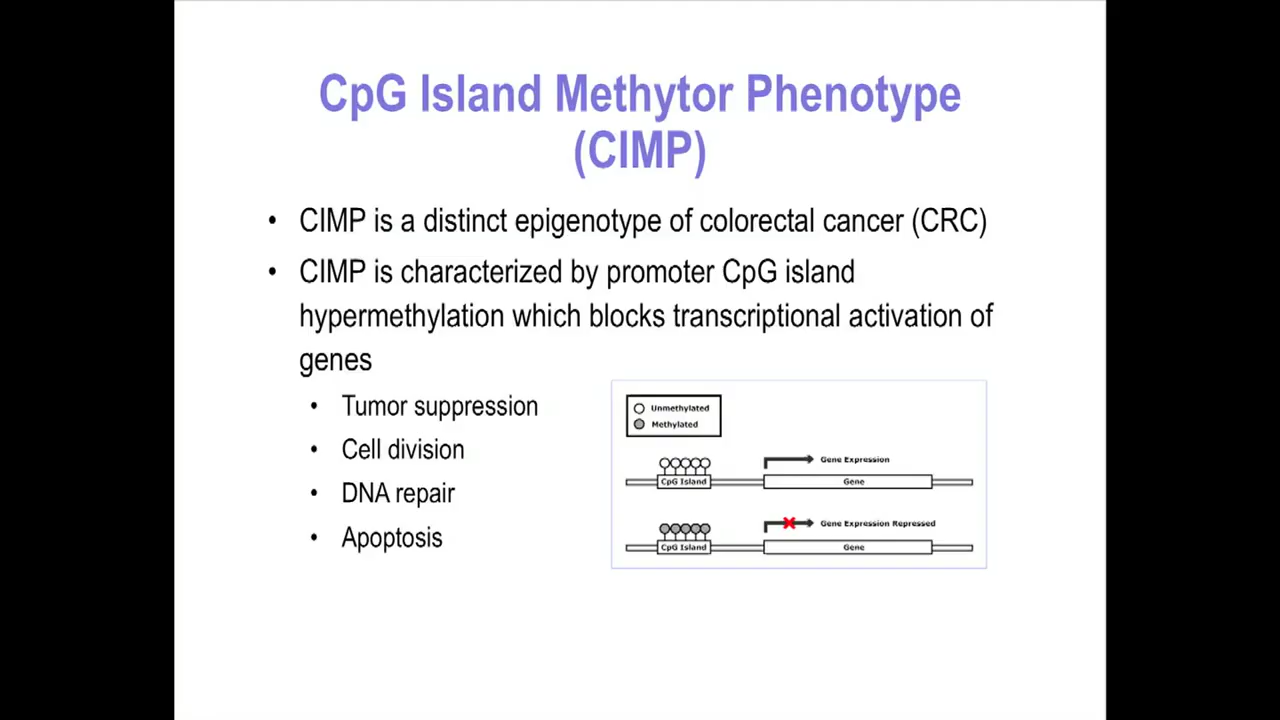 CpG Island Methytor Phenotype
(CIMP)
• CIMP is a distinct epigenotype of colorectal cancer (CRC)
• CIMP is characterized by promoter CpG island
hypermethylation which blocks transcriptional activation of
genes
• Tumor suppression
• Cell division
• DNA repair
• Apoptosis
Unmethylated
Methylated
Gene Expression
CpG Island
Gene
Gene Expression Repressed
CpG Island
Gene